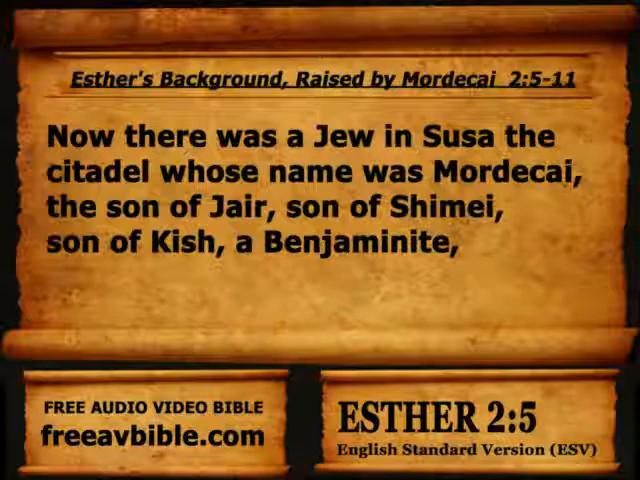 Esther's Background, Raised by Mordecai 2:5-11
Now there was a Jew in Susa the
citadel whose name was Mordecai,
the son of Jair, son of Shimei,
son of Kish, a Benjaminite,
FREE AUDIO VIDEO BIBLE
freeavbible.com
ESTHER 2:5
English Standard Version (ESV)